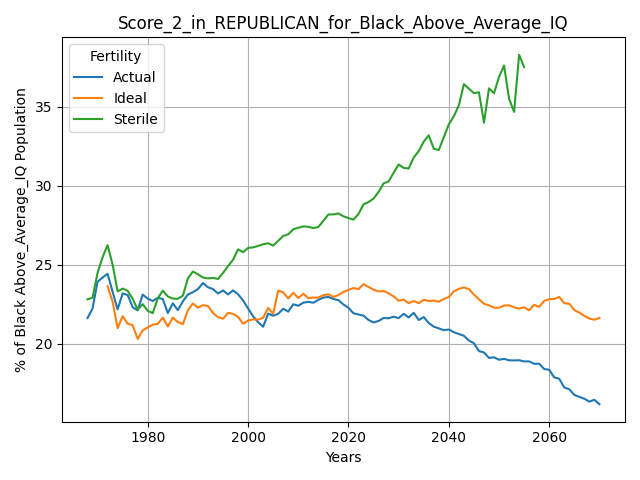 Score_2_in_REPUBLICAN_for_Black_Above_Average_IQ
Fertility
Actual
Ideal
Sterile
% of Black Above_Average_IQ Population
35
30
25
20
1980
2000
2020
2040
2060
Years